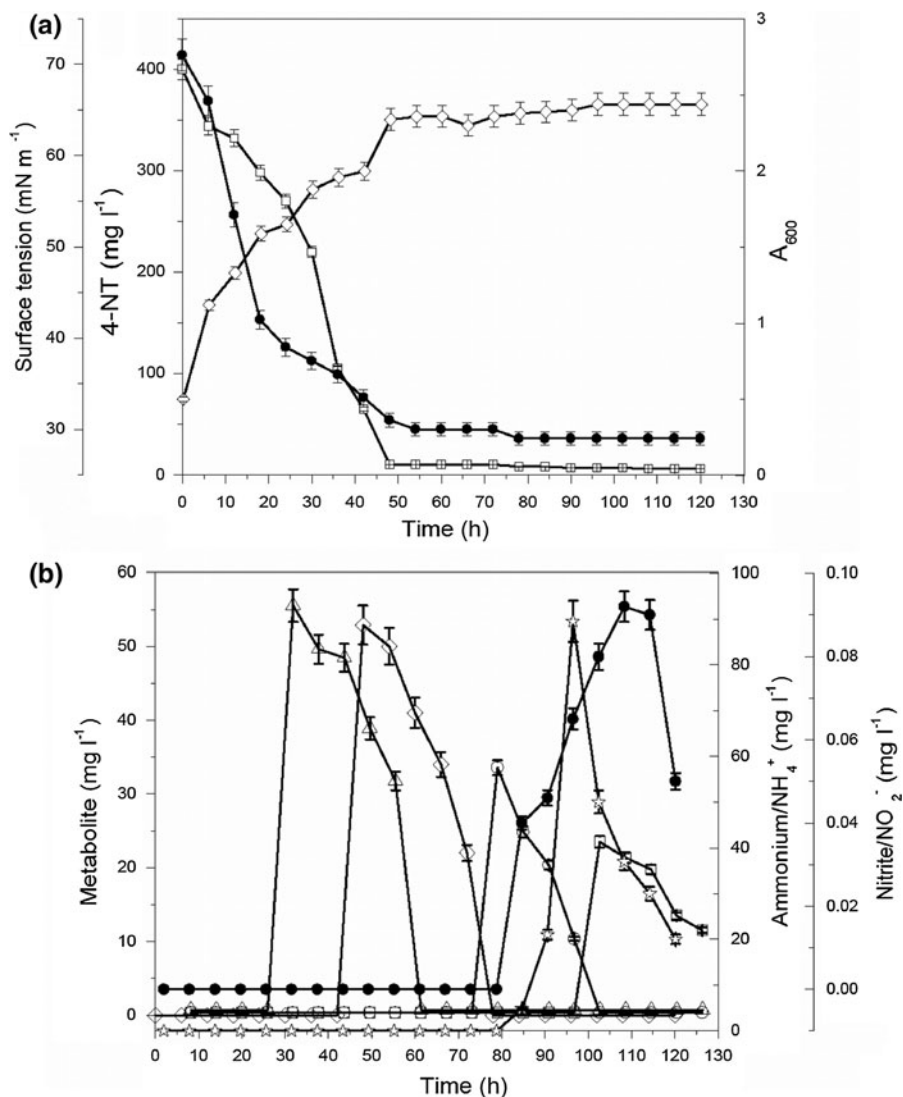 (a)
Surface tension (mN m⁻¹)
70
60
50
40
30
4-NT (mg l⁻¹)
400
300
200
100
0
3
2
1
0
A₆₀₀
0 10 20 30 40 50 60 70 80 90 100 110 120 130
Time (h)
(b)
Metabolite (mg l⁻¹)
60
50
40
30
20
10
0
100
80
60
40
20
0
Ammonium/NH₄⁺ (mg l⁻¹)
0.10
0.08
0.06
0.04
0.02
0.00
Nitrite/NO₂⁻ (mg l⁻¹)
0 10 20 30 40 50 60 70 80 90 100 110 120
Time (h)